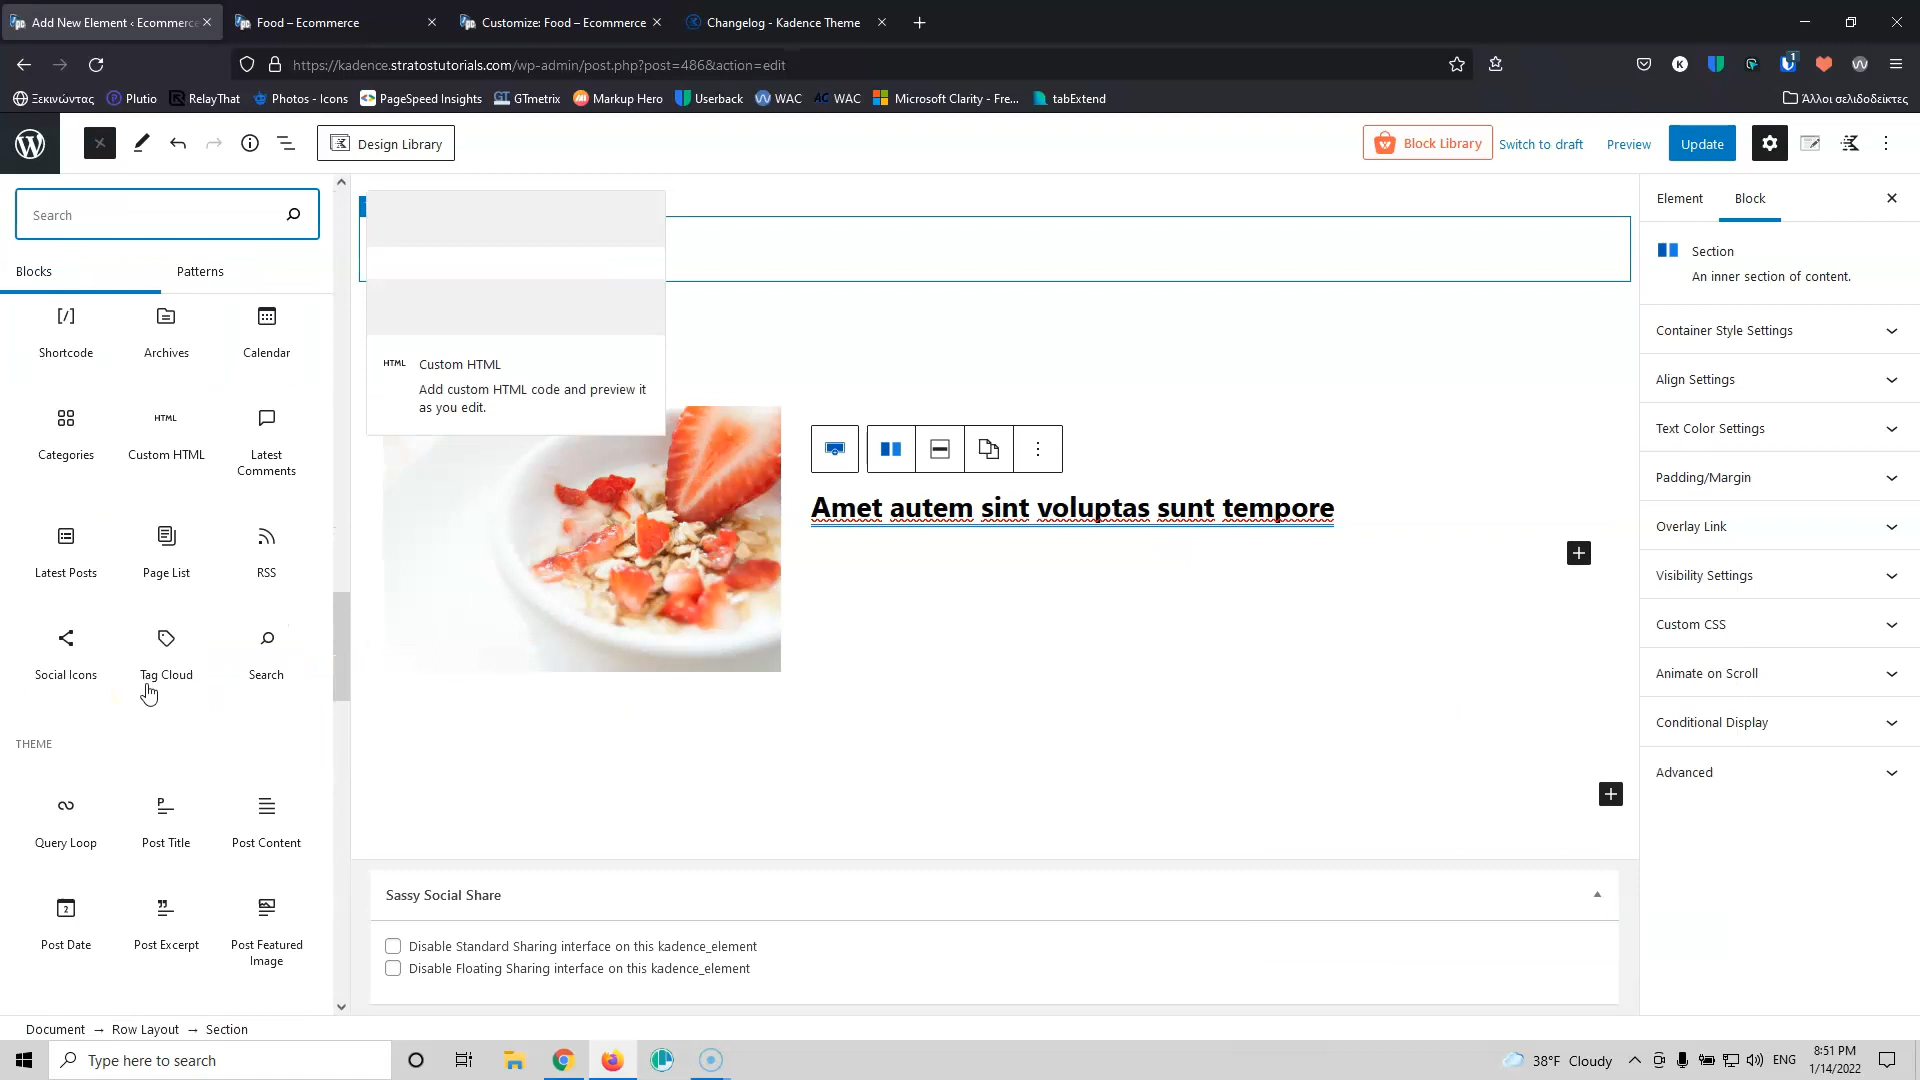 Add New Element ‹ Ecommerce
Food – Ecommerce
Customize: Food – Ecommerce
Changelog - Kadence Theme
https://kadence.stratostutorials.com/wp-admin/post.php?post=486&action=edit
1
Ξεκινώντας
Plutio
RelayThat
Photos - Icons
PageSpeed Insights
GTmetrix
Markup Hero
Userback
WAC
WAC
Microsoft Clarity - Fre...
tabExtend
Άλλοι σελιδοδείκτες
Design Library
Block Library
Switch to draft
Preview
Update
Search
Blocks
Patterns
Shortcode
Archives
Calendar
Categories
HTML
Custom HTML
Latest
Comments
Latest Posts
Page List
RSS
Social Icons
Tag Cloud
Search
THEME
Query Loop
Post Title
Post Content
Post Date
Post Excerpt
Post Featured
Image
HTML
Custom HTML
Add custom HTML code and preview it
as you edit.
Amet autem sint voluptas sunt tempore
Sassy Social Share
Disable Standard Sharing interface on this kadence_element
Disable Floating Sharing interface on this kadence_element
Element
Block
Section
An inner section of content.
Container Style Settings
Align Settings
Text Color Settings
Padding/Margin
Overlay Link
Visibility Settings
Custom CSS
Animate on Scroll
Conditional Display
Advanced
Document → Row Layout → Section
Type here to search
38°F Cloudy
ENG
8:51 PM
1/14/2022